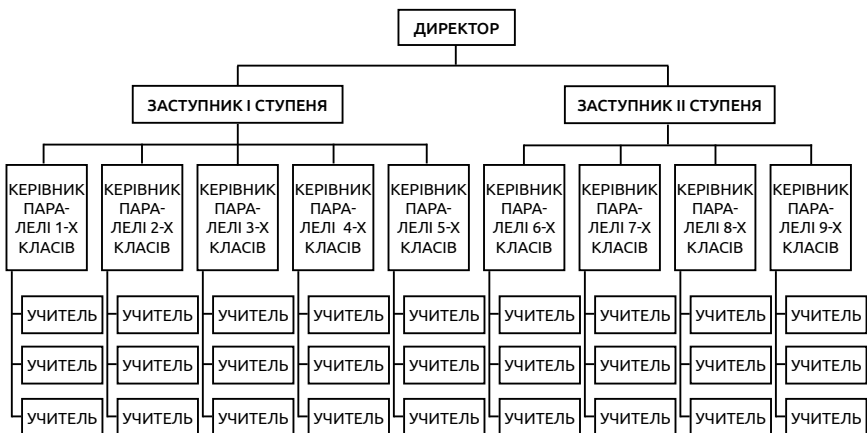 ДИРЕКТОР
ЗАСТУПНИК І СТУПЕНЯ
ЗАСТУПНИК ІІ СТУПЕНЯ
КЕРІВНИК
ПАРА-
ЛЕЛІ 1-Х
КЛАСІВ
КЕРІВНИК
ПАРА-
ЛЕЛІ 2-Х
КЛАСІВ
КЕРІВНИК
ПАРА-
ЛЕЛІ 3-Х
КЛАСІВ
КЕРІВНИК
ПАРА-
ЛЕЛІ 4-Х
КЛАСІВ
КЕРІВНИК
ПАРА-
ЛЕЛІ 5-Х
КЛАСІВ
КЕРІВНИК
ПАРА-
ЛЕЛІ 6-Х
КЛАСІВ
КЕРІВНИК
ПАРА-
ЛЕЛІ 7-Х
КЛАСІВ
КЕРІВНИК
ПАРА-
ЛЕЛІ 8-Х
КЛАСІВ
КЕРІВНИК
ПАРА-
ЛЕЛІ 9-Х
КЛАСІВ
УЧИТЕЛЬ УЧИТЕЛЬ УЧИТЕЛЬ УЧИТЕЛЬ УЧИТЕЛЬ УЧИТЕЛЬ УЧИТЕЛЬ УЧИТЕЛЬ УЧИТЕЛЬ
УЧИТЕЛЬ УЧИТЕЛЬ УЧИТЕЛЬ УЧИТЕЛЬ УЧИТЕЛЬ УЧИТЕЛЬ УЧИТЕЛЬ УЧИТЕЛЬ УЧИТЕЛЬ
УЧИТЕЛЬ УЧИТЕЛЬ УЧИТЕЛЬ УЧИТЕЛЬ УЧИТЕЛЬ УЧИТЕЛЬ УЧИТЕЛЬ УЧИТЕЛЬ УЧИТЕЛЬ